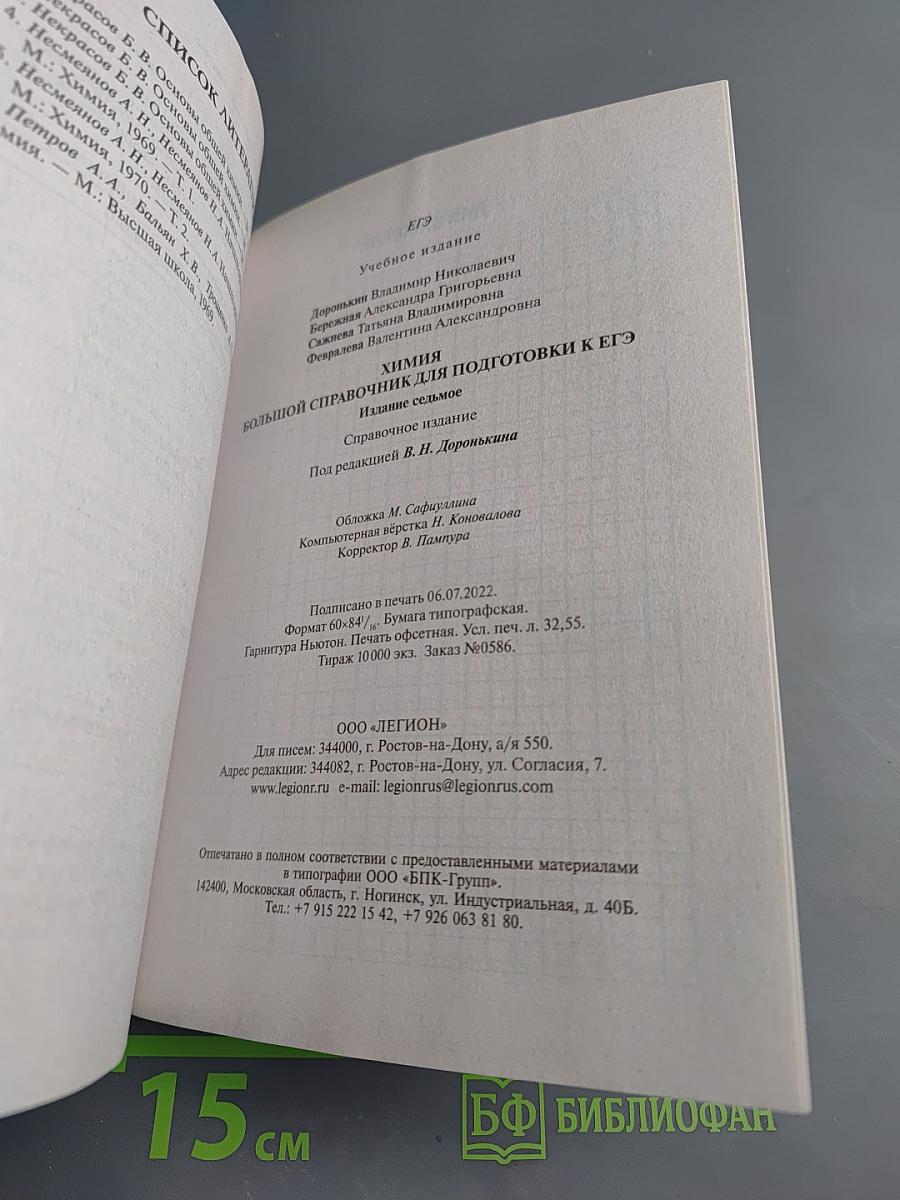 СПИСОК
Некрасов Б. В. Основы общей
Некрасов Б. В. Основы общей
4. Несмеянов А. Н., Несмеянов Н. А.
М.: Химия, 1969. — Т. 1.
Несмеянов А. Н., Несмеянов Н. А.
М.: Химия, 1970. — Т. 2.
Петров А. А., Бальян Х. В.,
— М.: Высшая школа, 1969
ЕГЭ
Учебное издание
Доронькин Владимир Николаевич
Бережная Александра Григорьевна
Сажнева Татьяна Владимировна
Февралева Валентина Александровна
ХИМИЯ
БОЛЬШОЙ СПРАВОЧНИК ДЛЯ ПОДГОТОВКИ К ЕГЭ
Издание седьмое
Справочное издание
Под редакцией В. Н. Доронькина
Обложка М. Сафиуллина
Компьютерная вёрстка Н. Коновалова
Корректор В. Пампура
Подписано в печать 06.07.2022.
Формат 60×84 1/16. Бумага типографская.
Гарнитура Ньютон. Печать офсетная. Усл. печ. л. 32,55.
Тираж 10 000 экз. Заказ №0586.
ООО «ЛЕГИОН»
Для писем: 344000, г. Ростов-на-Дону, а/я 550.
Адрес редакции: 344082, г. Ростов-на-Дону, ул. Согласия, 7.
www.legionr.ru e-mail: legionrus@legionrus.com
Отпечатано в полном соответствии с предоставленными материалами
в типографии ООО «БПК-Групп».
142400, Московская область, г. Ногинск, ул. Индустриальная, д. 40Б.
Тел.: +7 915 222 15 42, +7 926 063 81 80.
15 см
БФ БИБЛИОФАН